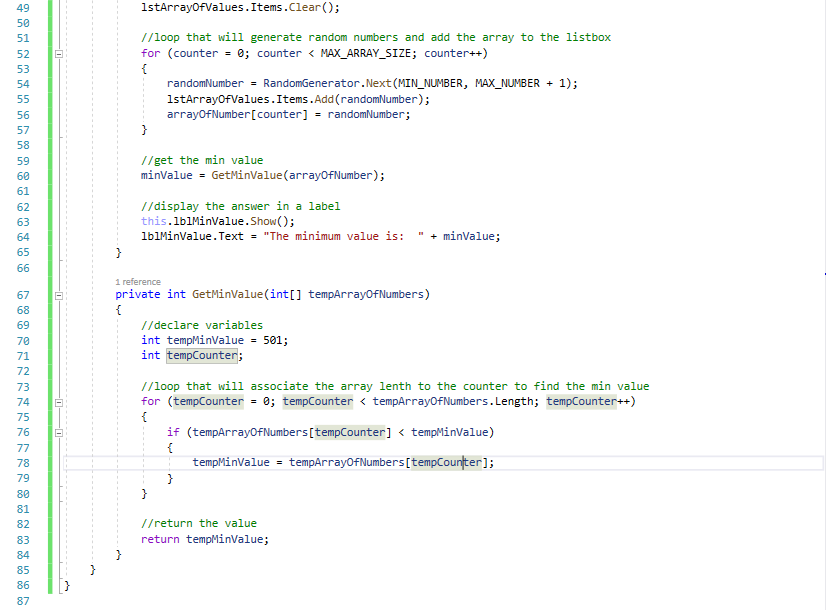 49 lstArrayOfValues.Items.Clear();
50
51 //loop that will generate random numbers and add the array to the listbox
52 for (counter = 0; counter < MAX_ARRAY_SIZE; counter++)
53 {
54 randomNumber = RandomGenerator.Next(MIN_NUMBER, MAX_NUMBER + 1);
55 lstArrayOfValues.Items.Add(randomNumber);
56 arrayOfNumber[counter] = randomNumber;
57 }
58
59 //get the min value
60 minValue = GetMinValue(arrayOfNumber);
61
62 //display the answer in a label
63 this.lblMinValue.Show();
64 lblMinValue.Text = "The minimum value is:  " + minValue;
65 }
66
1 reference
67 private int GetMinValue(int[] tempArrayOfNumbers)
68 {
69 //declare variables
70 int tempMinValue = 501;
71 int tempCounter;
72
73 //loop that will associate the array lenth to the counter to find the min value
74 for (tempCounter = 0; tempCounter < tempArrayOfNumbers.Length; tempCounter++)
75 {
76 if (tempArrayOfNumbers[tempCounter] < tempMinValue)
77 {
78 tempMinValue = tempArrayOfNumbers[tempCounter];
79 }
80 }
81
82 //return the value
83 return tempMinValue;
84 }
85 }
86 }
87